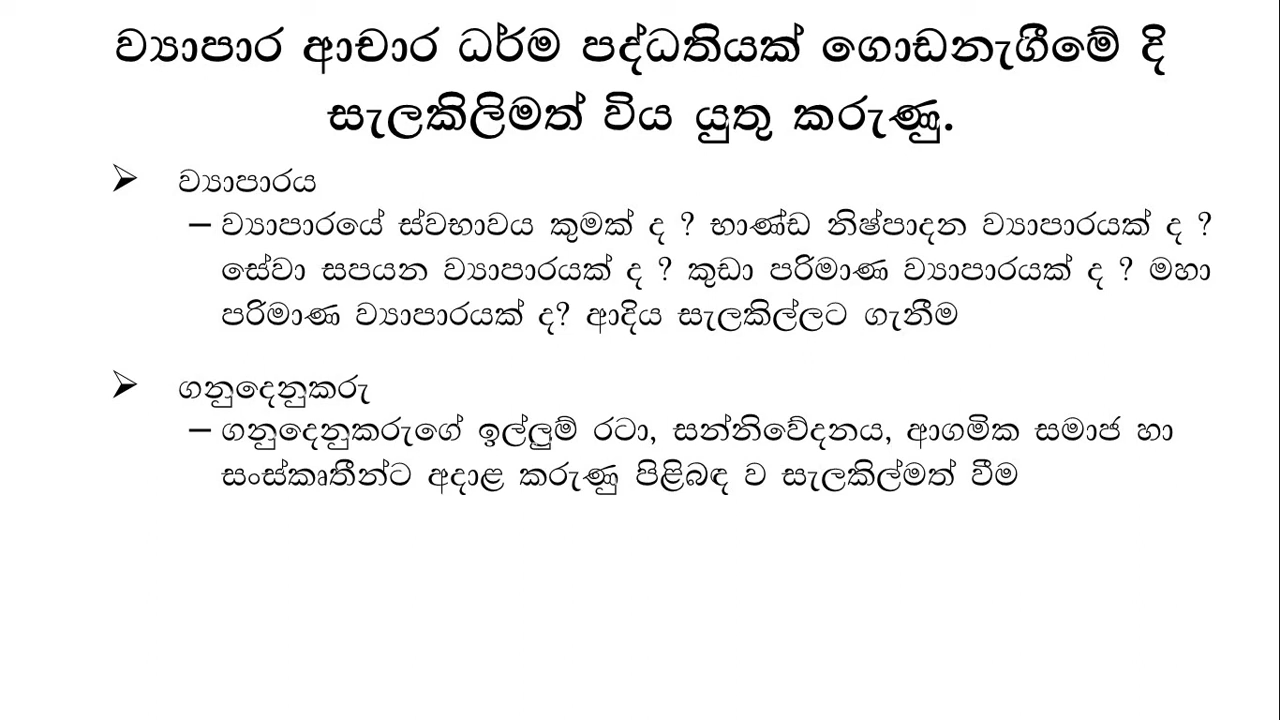 ව්‍යාපාර ආචාර ධර්ම පද්ධතියක් ගොඩනැගීමේ දි
සැලකිලිමත් විය යුතු කරුණු.
➢ ව්‍යාපාරය
– ව්‍යාපාරයේ ස්වභාවය කුමක් ද ? භාණ්ඩ නිෂ්පාදන ව්‍යාපාරයක් ද ?
සේවා සපයන ව්‍යාපාරයක් ද ? කුඩා පරිමාණ ව්‍යාපාරයක් ද ? මහා
පරිමාණ ව්‍යාපාරයක් ද? ආදිය සැලකිල්ලට ගැනීම
➢ ගනුදෙනුකරු
– ගනුදෙනුකරුගේ ඉල්ලුම් රටා, සන්නිවේදනය, ආගමික සමාජ හා
සංස්කෘතීන්ට අදාළ කරුණු පිළිබඳ ව සැලකිල්මත් වීම